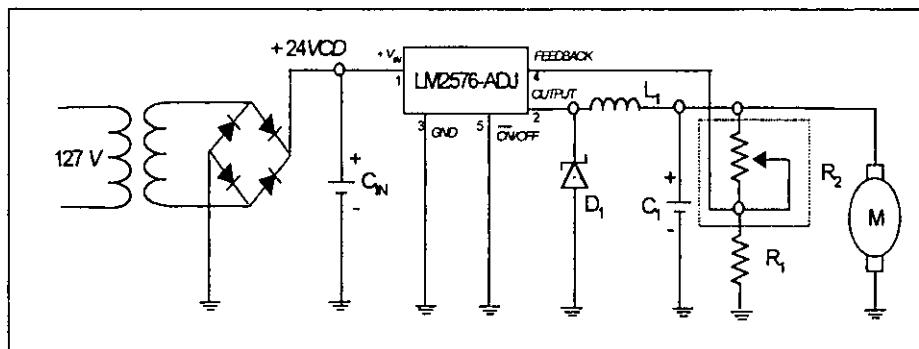 +24VCD
+VIN
1
LM2576-ADJ
FEEDBACK
4
OUTPUT
2
3
GND
5
ON/OFF
127 V
+
CIN
-
D1
L1
+
C1
-
R2
R1
M